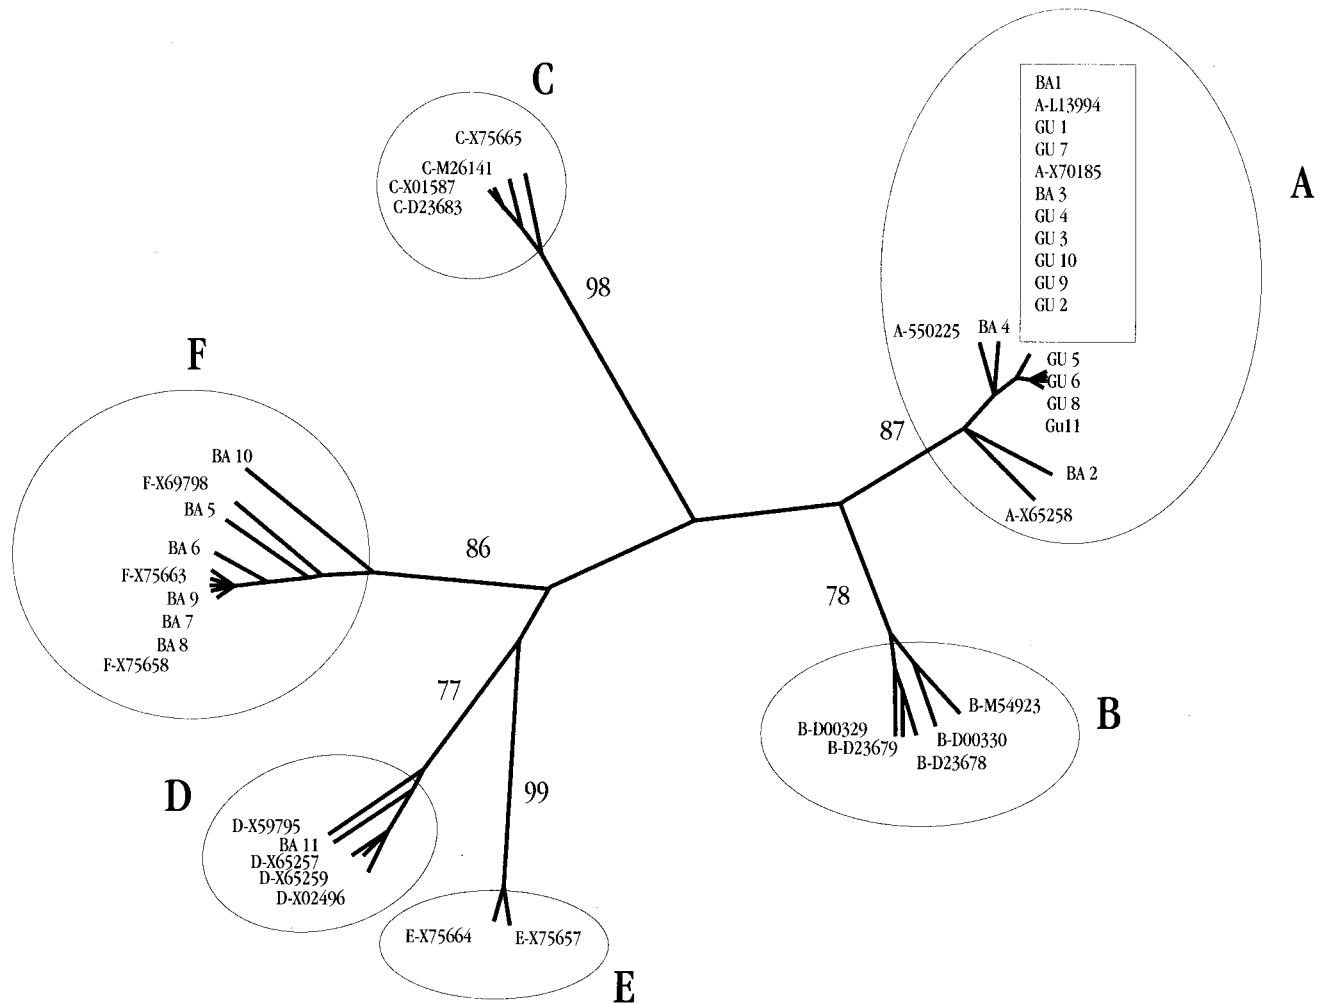 C
C-X75665
C-M26141
C-X01587
C-D23683
98
A
BA1
A-L13994
GU 1
GU 7
A-X70185
BA 3
GU 4
GU 3
GU 10
GU 9
GU 2
A-550225
BA 4
GU 5
GU 6
GU 8
Gu11
87
BA 2
A-X65258
F
BA 10
F-X69798
BA 5
BA 6
F-X75663
BA 9
BA 7
BA 8
F-X75658
86
78
B
B-M54923
B-D00329
B-D23679
B-D00330
B-D23678
77
D
D-X59795
BA 11
D-X65257
D-X65259
D-X02496
99
E-X75664
E-X75657
E